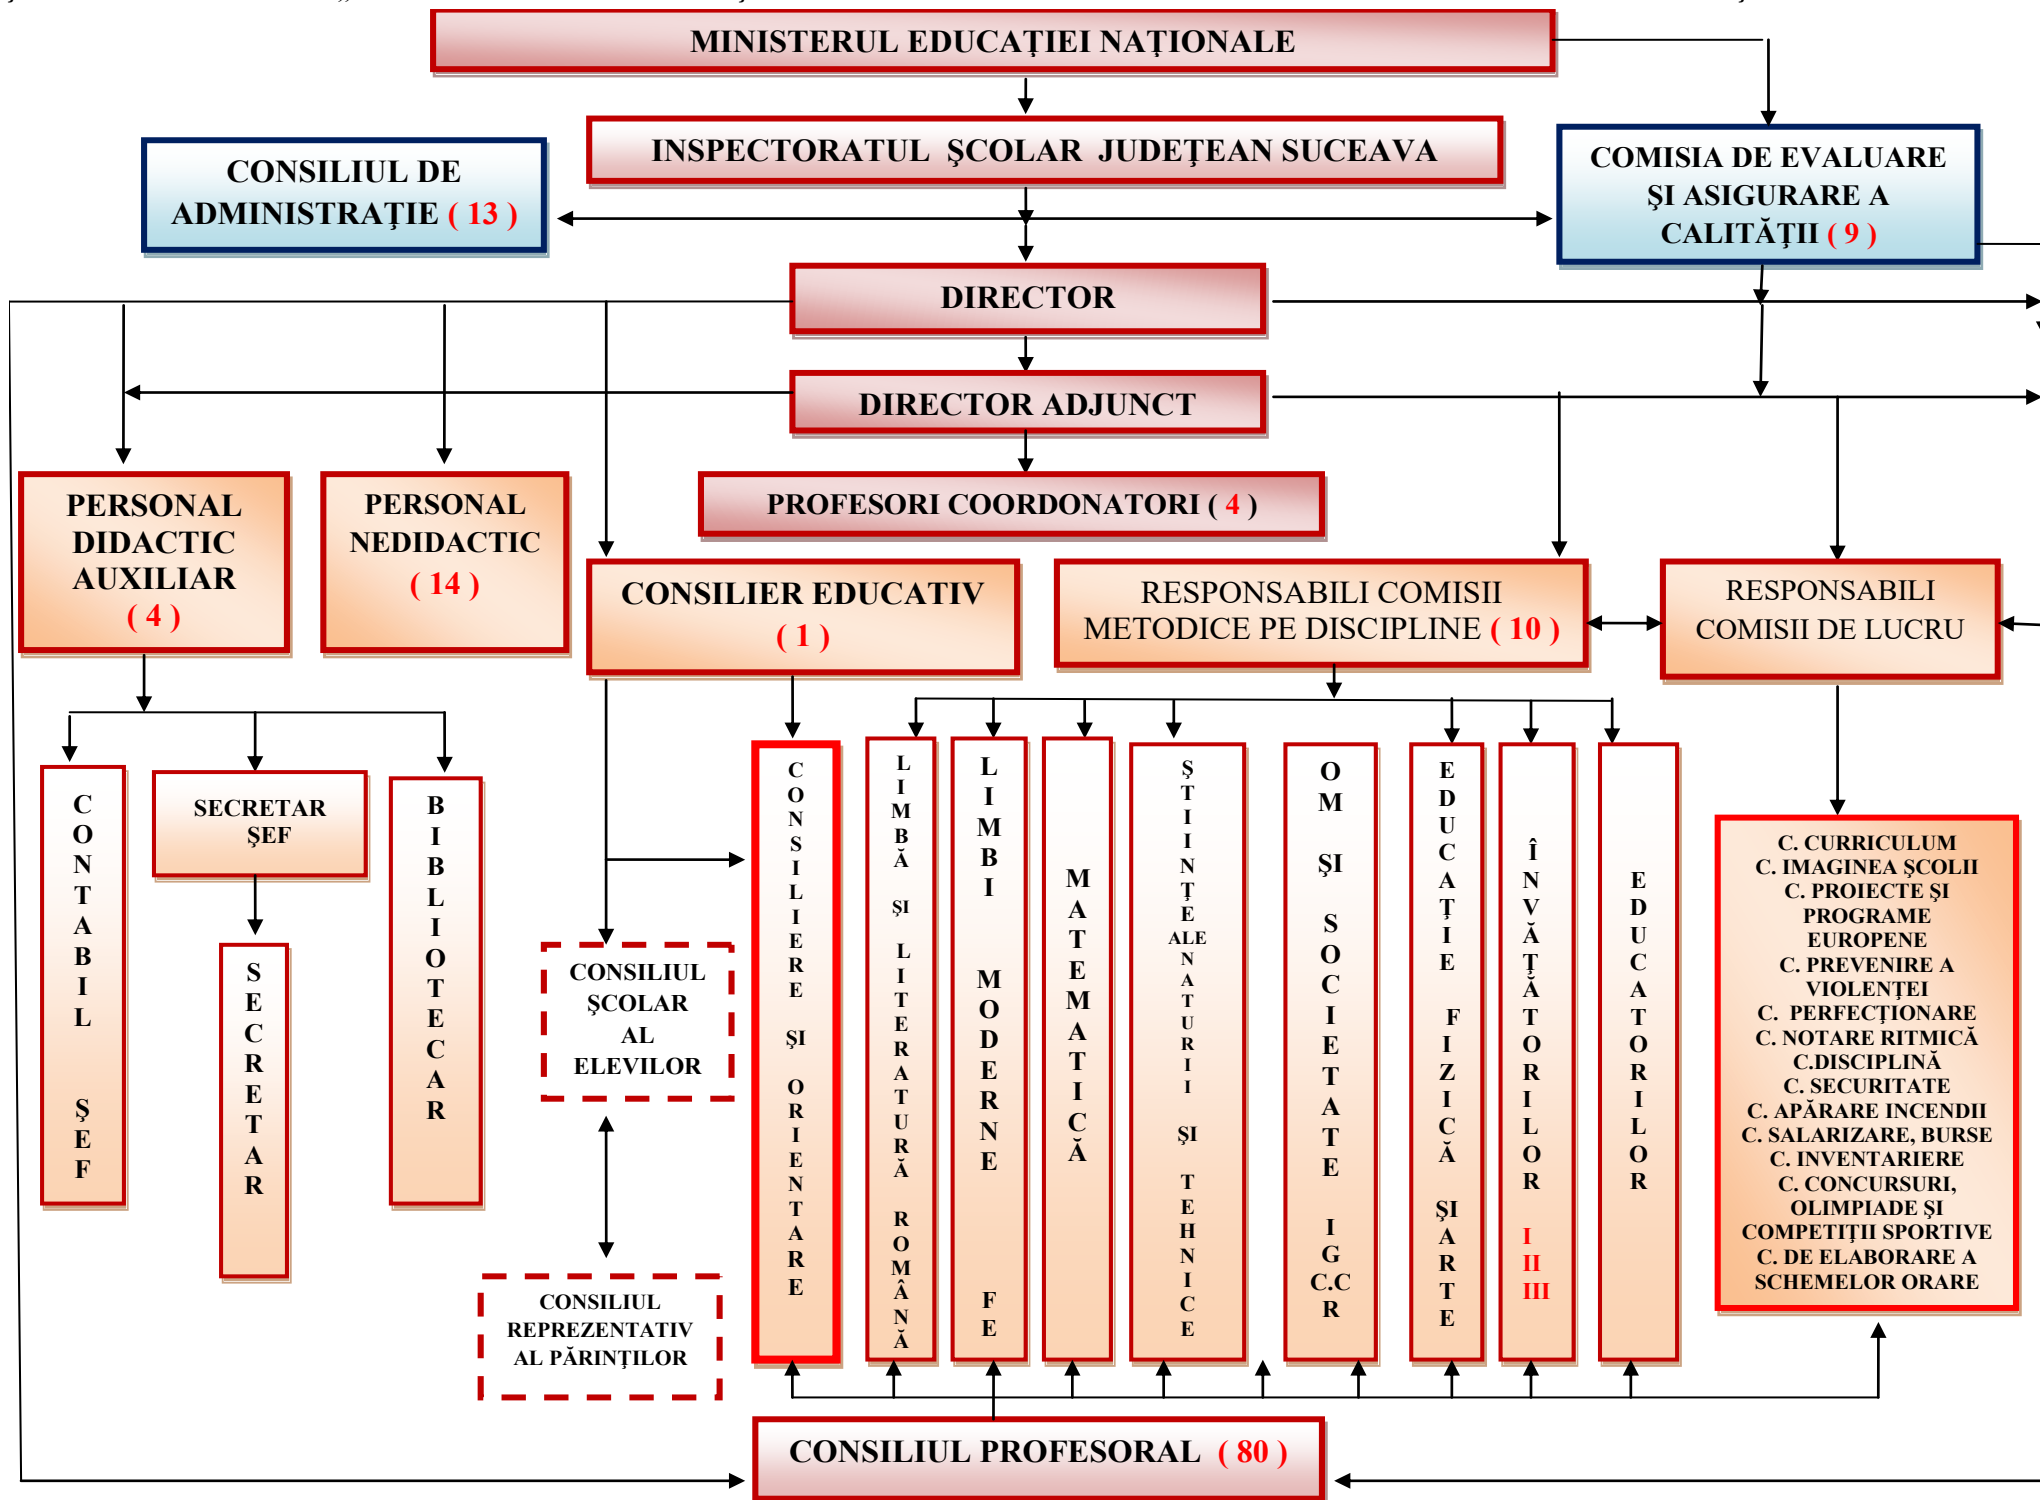 MINISTERUL EDUCAŢIEI NAŢIONALE
INSPECTORATUL ŞCOLAR JUDEŢEAN SUCEAVA
CONSILIUL DE
ADMINISTRAŢIE ( 13 )
COMISIA DE EVALUARE
ŞI ASIGURARE A
CALITĂŢII ( 9 )
DIRECTOR
DIRECTOR ADJUNCT
PROFESORI COORDONATORI ( 4 )
PERSONAL
DIDACTIC
AUXILIAR
( 4 )
PERSONAL
NEDIDACTIC
( 14 )
CONSILIER EDUCATIV
( 1 )
RESPONSABILI COMISII
METODICE PE DISCIPLINE ( 10 )
RESPONSABILI
COMISII DE LUCRU
CONTABIL ŞEF
SECRETAR
ŞEF
SECRETAR
BIBLIOTECAR
CONSILIUL
ŞCOLAR
AL
ELEVILOR
CONSILIUL
REPREZENTATIV
AL PĂRINŢILOR
CONSILIERE ŞI ORIENTARE
LIMBĂ ŞI LITERATURĂ ROMÂNĂ
LIMBI MODERNE FE
MATEMATICĂ
ŞTIINŢE ALE NATURII ŞI TEHNICE
OM ŞI SOCIETATE IG C.C R
EDUCAŢIE FIZICĂ ŞI ARTE
ÎNVĂŢĂTORILOR I II III
EDUCATORILOR
C. CURRICULUM
C. IMAGINEA ŞCOLII
C. PROIECTE ŞI
PROGRAME
EUROPENE
C. PREVENIRE A
VIOLENŢEI
C. PERFECŢIONARE
C. NOTARE RITMICĂ
C.DISCIPLINĂ
C. SECURITATE
C. APĂRARE INCENDII
C. SALARIZARE, BURSE
C. INVENTARIERE
C. CONCURSURI,
OLIMPIADE ŞI
COMPETIŢII SPORTIVE
C. DE ELABORARE A
SCHEMELOR ORARE
CONSILIUL PROFESORAL ( 80 )